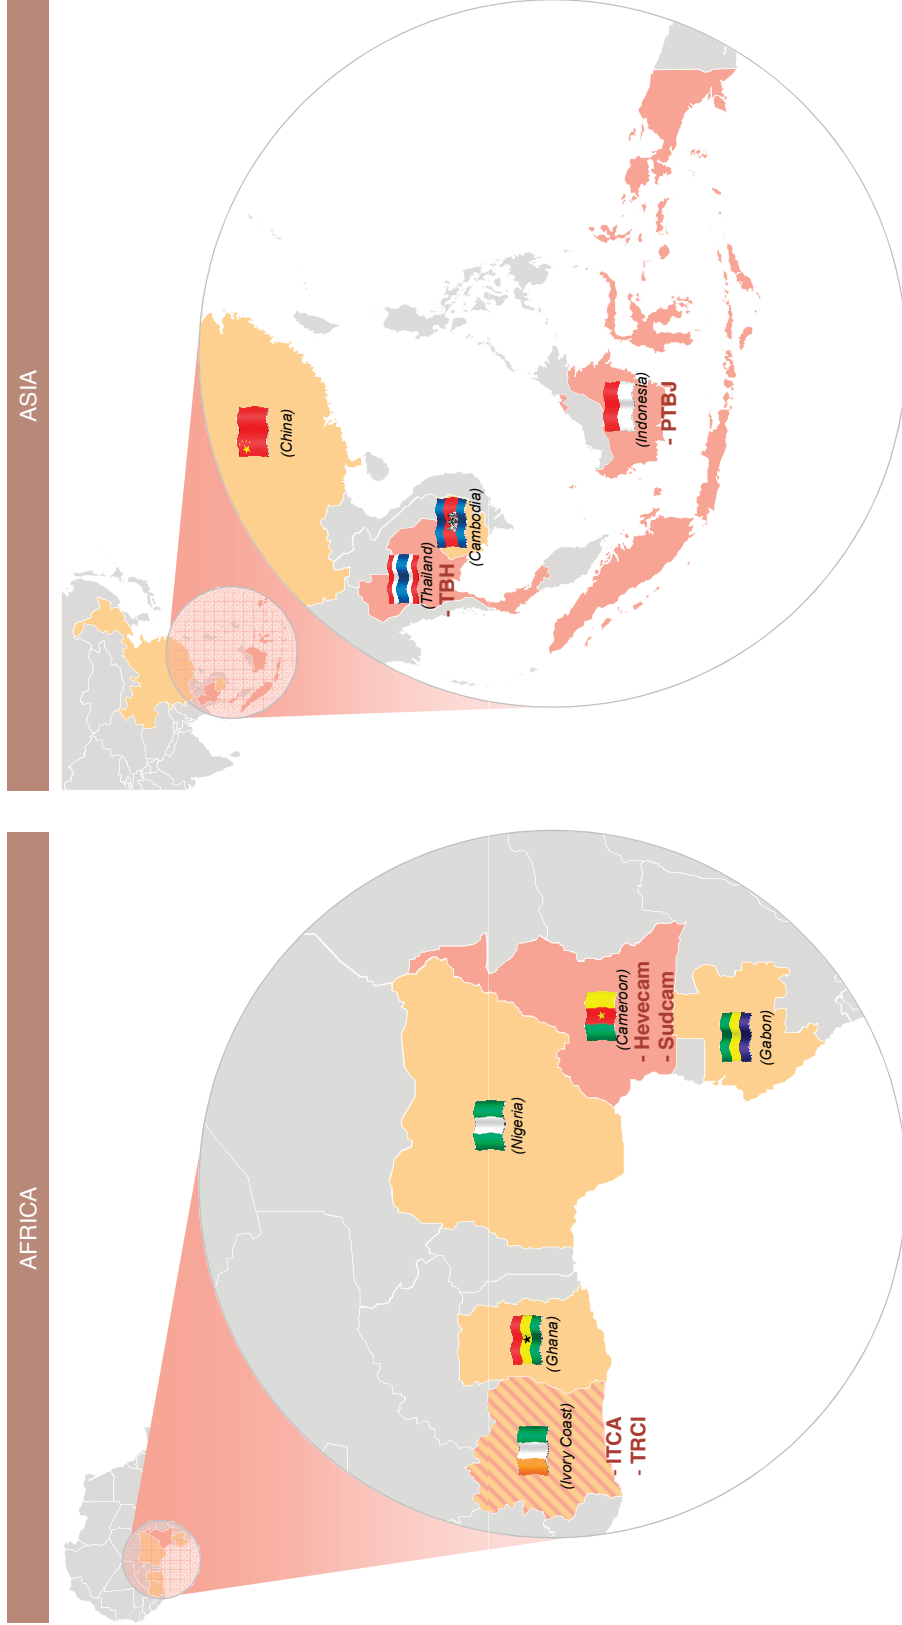 AFRICA
(Ivory Coast)
- ITCA
- TRCI
(Ghana)
(Nigeria)
(Cameroon)
- Hevecam
- Sudcam
(Gabon)
ASIA
(China)
(Thailand)
- TBH
(Cambodia)
(Indonesia)
- PTBJ